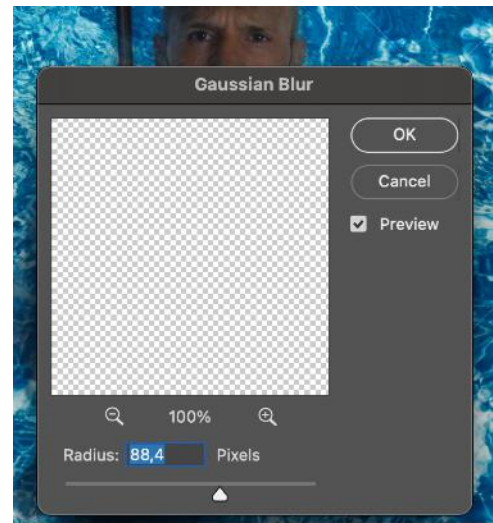 Gaussian Blur
OK
Cancel
Preview
100%
Radius: 88,4 Pixels